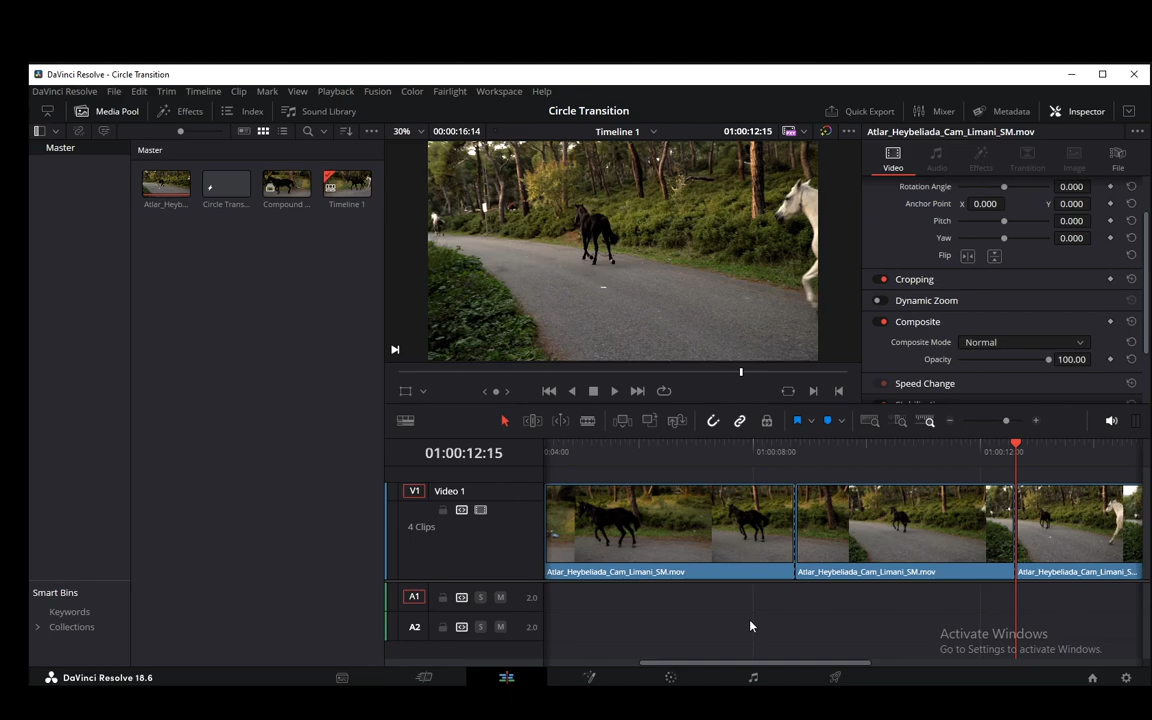 DaVinci Resolve - Circle Transition
DaVinci Resolve File Edit Trim Timeline Clip Mark View Playback Fusion Color Fairlight Workspace Help
Media Pool Effects Index Sound Library Circle Transition Quick Export Mixer Metadata Inspector
30% 00:00:16:14 Timeline 1 01:00:12:15 Atlar_Heybeliada_Cam_Limani_SM.mov
Master
Master
Video Audio Effects Transition Image File
Atlar_Heyb... Circle Trans... Compound ... Timeline 1
Rotation Angle 0.000
Anchor Point X 0.000 Y 0.000
Pitch 0.000
Yaw 0.000
Flip
Cropping
Dynamic Zoom
Composite
Composite Mode Normal
Opacity 100.00
Speed Change
01:00:12:15
01:00:08:00
V1 Video 1
4 Clips
Atlar_Heybeliada_Cam_Limani_SM.mov Atlar_Heybeliada_Cam_Limani_SM.mov Atlar_Heybeliada_Cam_Limani_S...
A1 S M 2.0
A2 S M 2.0
Smart Bins
Keywords
Collections
Activate Windows
Go to Settings to activate Windows.
DaVinci Resolve 18.6